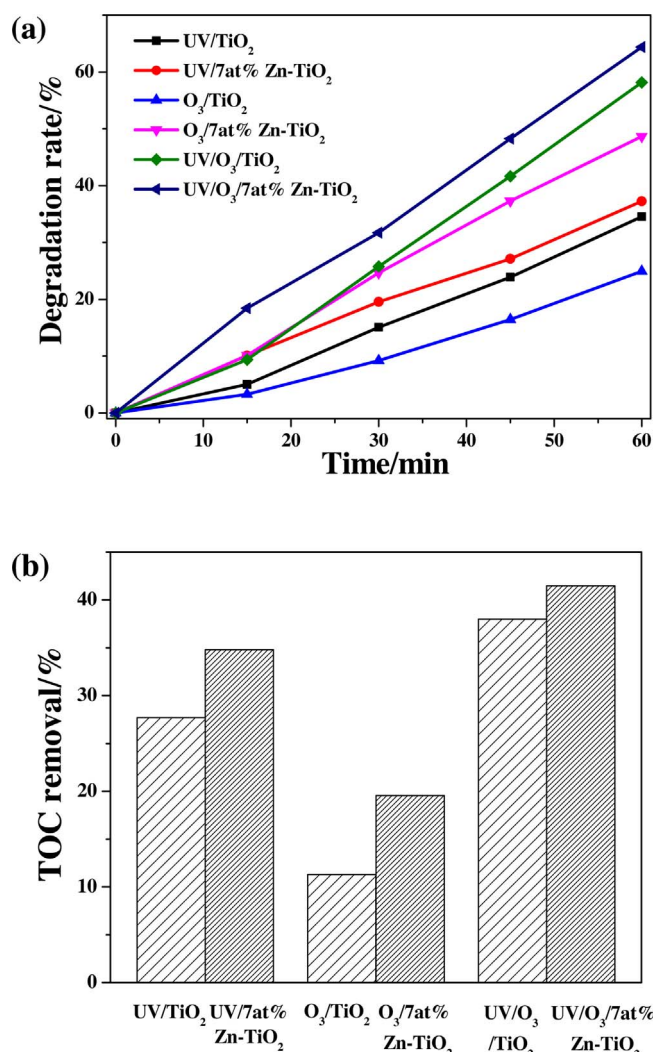 (a)
UV/TiO₂
UV/7at% Zn-TiO₂
O₃/TiO₂
O₃/7at% Zn-TiO₂
UV/O₃/TiO₂
UV/O₃/7at% Zn-TiO₂
Degradation rate/%
60
40
20
0
0 10 20 30 40 50 60
Time/min
(b)
TOC removal/%
40
30
20
10
0
UV/TiO₂ UV/7at% O₃/TiO₂ O₃/7at% UV/O₃ UV/O₃/7at%
Zn-TiO₂ Zn-TiO₂ /TiO₂ Zn-TiO₂